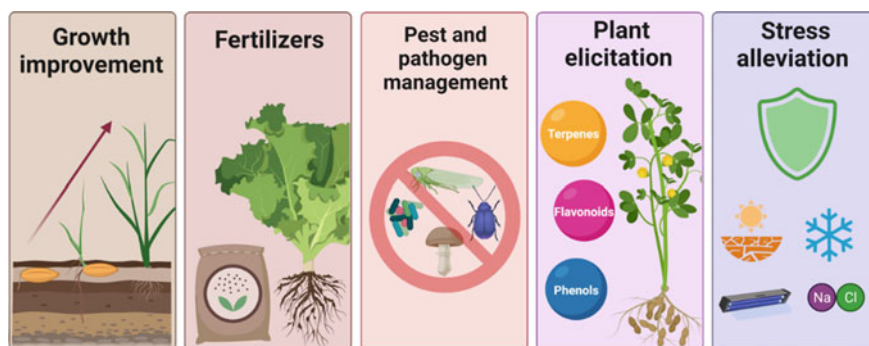 Growth
improvement
Fertilizers
Pest and
pathogen
management
Plant
elicitation
Terpenes
Flavonoids
Phenols
Stress
alleviation
Na
Cl